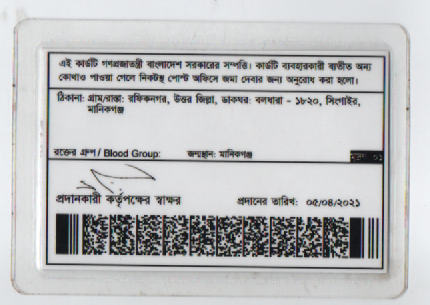 এই কার্ডটি গণপ্রজাতন্ত্রী বাংলাদেশ সরকারের সম্পত্তি। কার্ডটি ব্যবহারকারী ব্যতীত অন্য
কোথাও পাওয়া গেলে নিকটস্থ পোস্ট অফিসে জমা দেবার জন্য অনুরোধ করা হলো।
ঠিকানা: গ্রাম/রাস্তা: রফিকনগর, উত্তর জিল্লা, ডাকঘর: বলধারা - ১৮২০, সিংগাইর,
মানিকগঞ্জ
রক্তের গ্রুপ / Blood Group: জন্মস্থান: মানিকগঞ্জ
প্রদানকারী কর্তৃপক্ষের স্বাক্ষর প্রদানের তারিখ: ০৫/০৪/২০২১